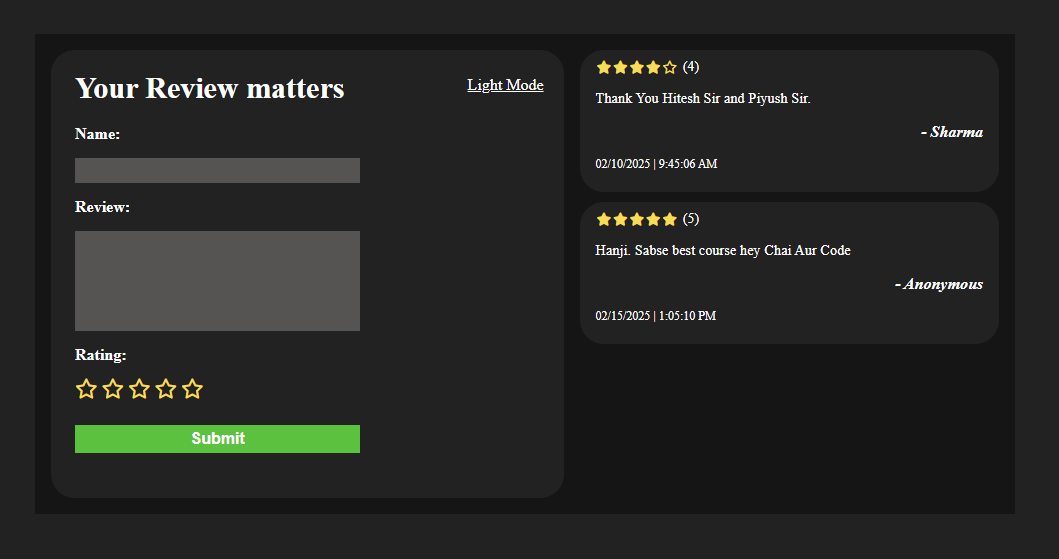 Your Review matters
Light Mode
Name:
Review:
Rating:
Submit
(4)
Thank You Hitesh Sir and Piyush Sir.
- Sharma
02/10/2025 | 9:45:06 AM
(5)
Hanji. Sabse best course hey Chai Aur Code
- Anonymous
02/15/2025 | 1:05:10 PM